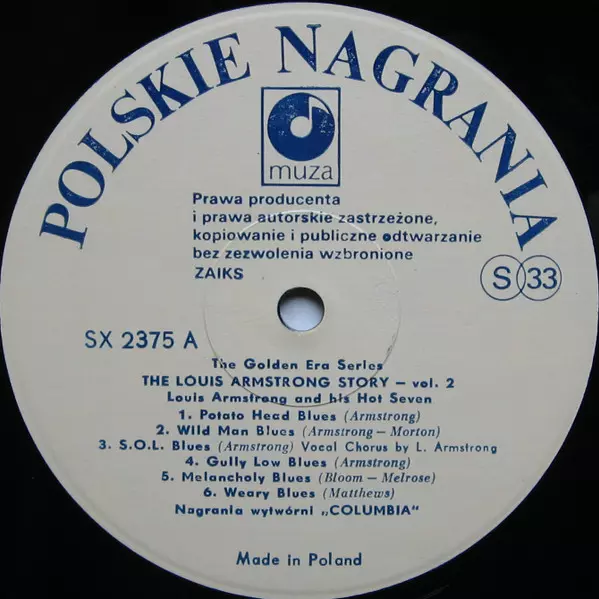 POLSKIE NAGRANIA
muza
Prawa producenta
i prawa autorskie zastrzeżone,
kopiowanie i publiczne odtwarzanie
bez zezwolenia wzbronione
ZAIKS
S 33
SX 2375 A
The Golden Era Series
THE LOUIS ARMSTRONG STORY – vol. 2
Louis Armstrong and his Hot Seven
1. Potato Head Blues (Armstrong)
2. Wild Man Blues (Armstrong – Morton)
3. S.O.L. Blues (Armstrong) Vocal Chorus by L. Armstrong
4. Gully Low Blues (Armstrong)
5. Melancholy Blues (Bloom – Melrose)
6. Weary Blues (Matthews)
Nagrania wytwórni „COLUMBIA"
Made in Poland